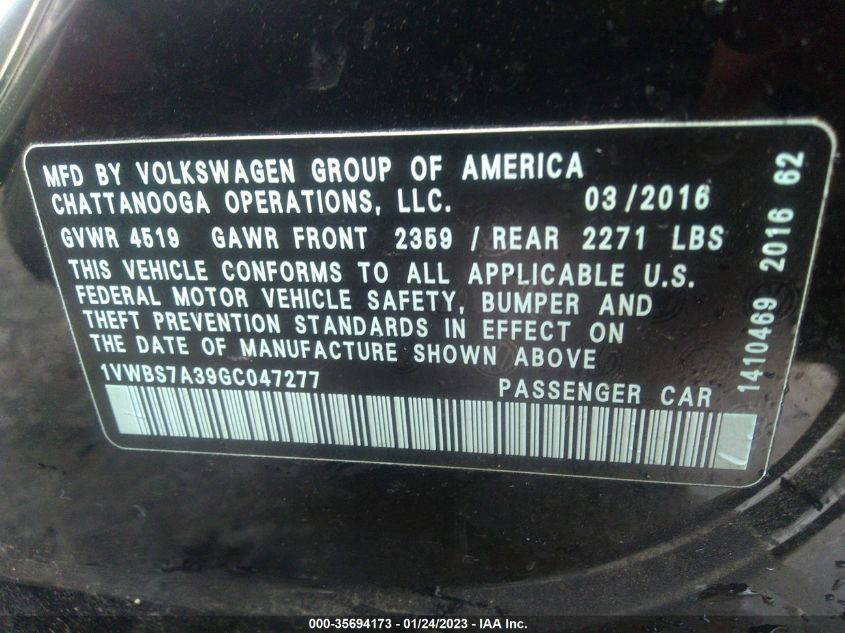 MFD BY VOLKSWAGEN GROUP OF AMERICA
CHATTANOOGA OPERATIONS, LLC. 03/2016
GVWR 4519 GAWR FRONT 2359 / REAR 2271 LBS
THIS VEHICLE CONFORMS TO ALL APPLICABLE U.S.
FEDERAL MOTOR VEHICLE SAFETY, BUMPER AND
THEFT PREVENTION STANDARDS IN EFFECT ON
THE DATE OF MANUFACTURE SHOWN ABOVE
1VWBS7A39GC047277 PASSENGER CAR
1410469 2016 62
000-35694173 - 01/24/2023 - IAA Inc.